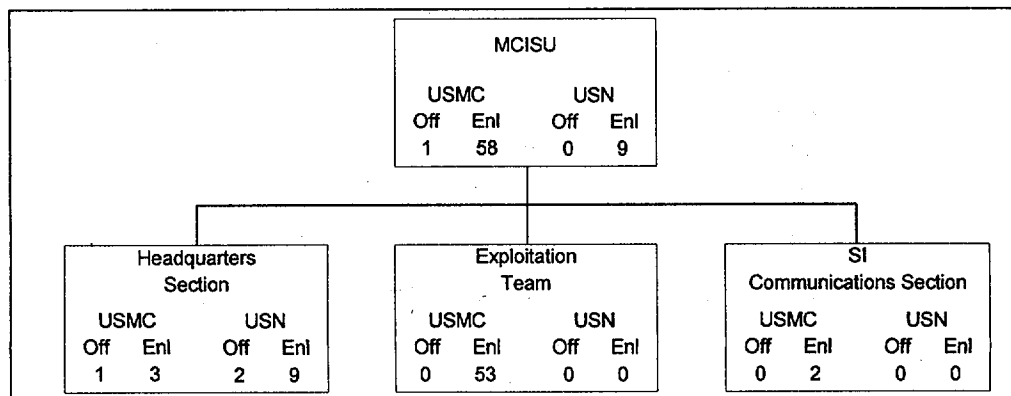 MCISU
USMC USN
Off Enl Off Enl
1 58 0 9
Headquarters
Section
USMC USN
Off Enl Off Enl
1 3 2 9
Exploitation
Team
USMC USN
Off Enl Off Enl
0 53 0 0
SI
Communications Section
USMC USN
Off Enl Off Enl
0 2 0 0